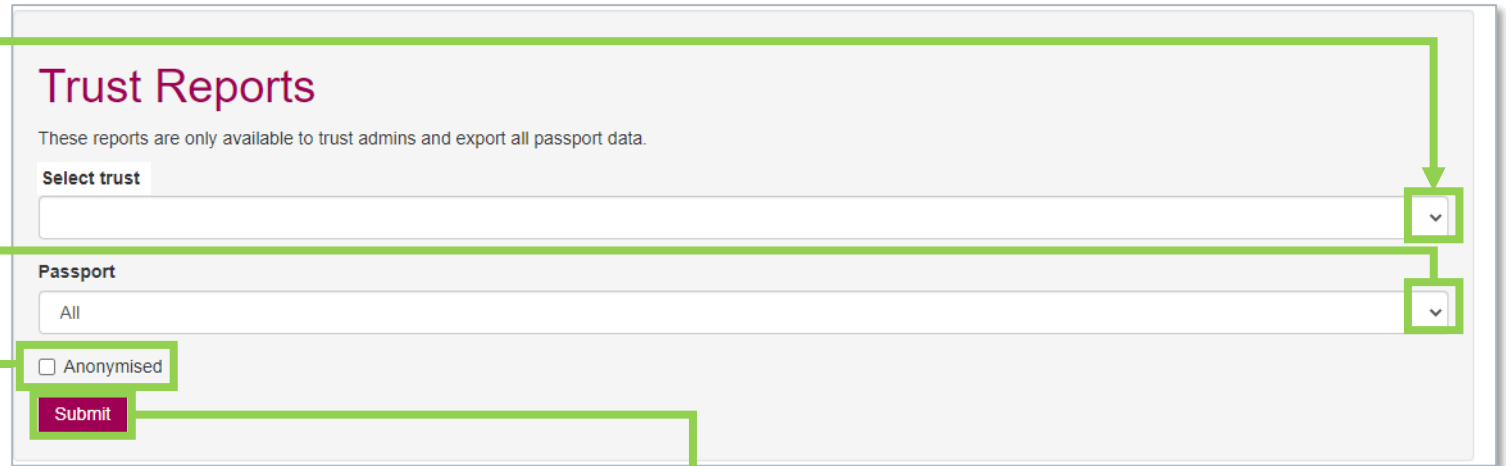 Trust Reports
These reports are only available to trust admins and export all passport data.
Select trust
Passport
All
Anonymised
Submit